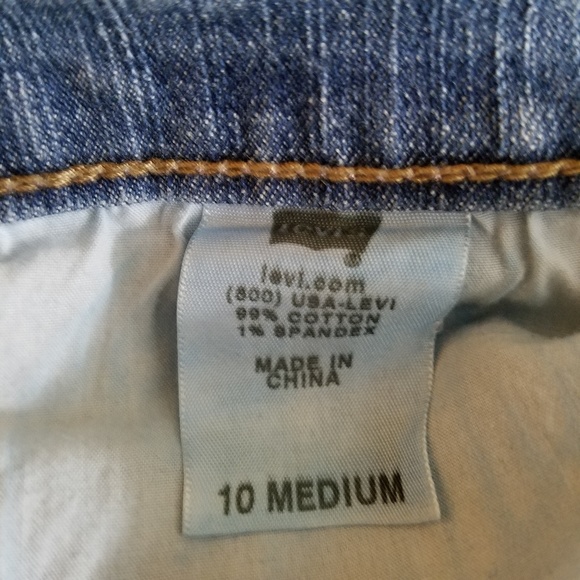 LEVI'S
®
levi.com
(800) USA-LEVI
99% COTTON
1% SPANDEX
MADE IN
CHINA
10 MEDIUM